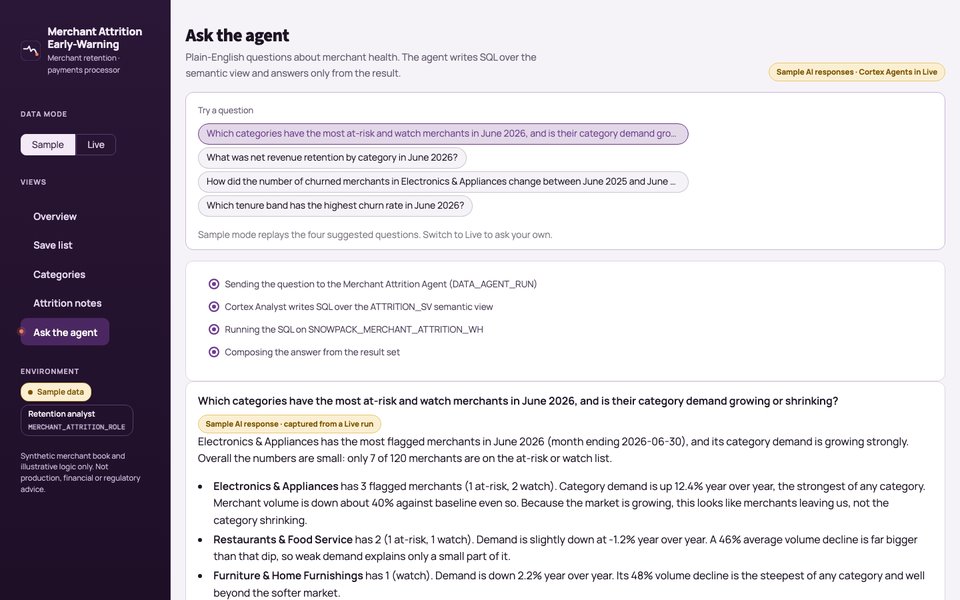 Merchant Attrition
Early-Warning
Merchant retention ·
payments processor
DATA MODE
Sample
Live
VIEWS
Overview
Save list
Categories
Attrition notes
Ask the agent
ENVIRONMENT
Sample data
Retention analyst
MERCHANT_ATTRITION_ROLE
Synthetic merchant book and
illustrative logic only. Not
production, financial or regulatory
advice.
Ask the agent
Plain-English questions about merchant health. The agent writes SQL over the
semantic view and answers only from the result.
Sample AI responses · Cortex Agents in Live
Try a question
Which categories have the most at-risk and watch merchants in June 2026, and is their category demand gro…
What was net revenue retention by category in June 2026?
How did the number of churned merchants in Electronics & Appliances change between June 2025 and June …
Which tenure band has the highest churn rate in June 2026?
Sample mode replays the four suggested questions. Switch to Live to ask your own.
Sending the question to the Merchant Attrition Agent (DATA_AGENT_RUN)
Cortex Analyst writes SQL over the ATTRITION_SV semantic view
Running the SQL on SNOWPACK_MERCHANT_ATTRITION_WH
Composing the answer from the result set
Which categories have the most at-risk and watch merchants in June 2026, and is their category demand growing or shrinking?
Sample AI response · captured from a Live run
Electronics & Appliances has the most flagged merchants in June 2026 (month ending 2026-06-30), and its category demand is growing strongly.
Overall the numbers are small: only 7 of 120 merchants are on the at-risk or watch list.
• Electronics & Appliances has 3 flagged merchants (1 at-risk, 2 watch). Category demand is up 12.4% year over year, the strongest of any category.
Merchant volume is down about 40% against baseline even so. Because the market is growing, this looks like merchants leaving us, not the
category shrinking.
• Restaurants & Food Service has 2 (1 at-risk, 1 watch). Demand is slightly down at -1.2% year over year. A 46% average volume decline is far bigger
than that dip, so weak demand explains only a small part of it.
• Furniture & Home Furnishings has 1 (watch). Demand is down 2.2% year over year. Its 48% volume decline is the steepest of any category and well
beyond the softer market.